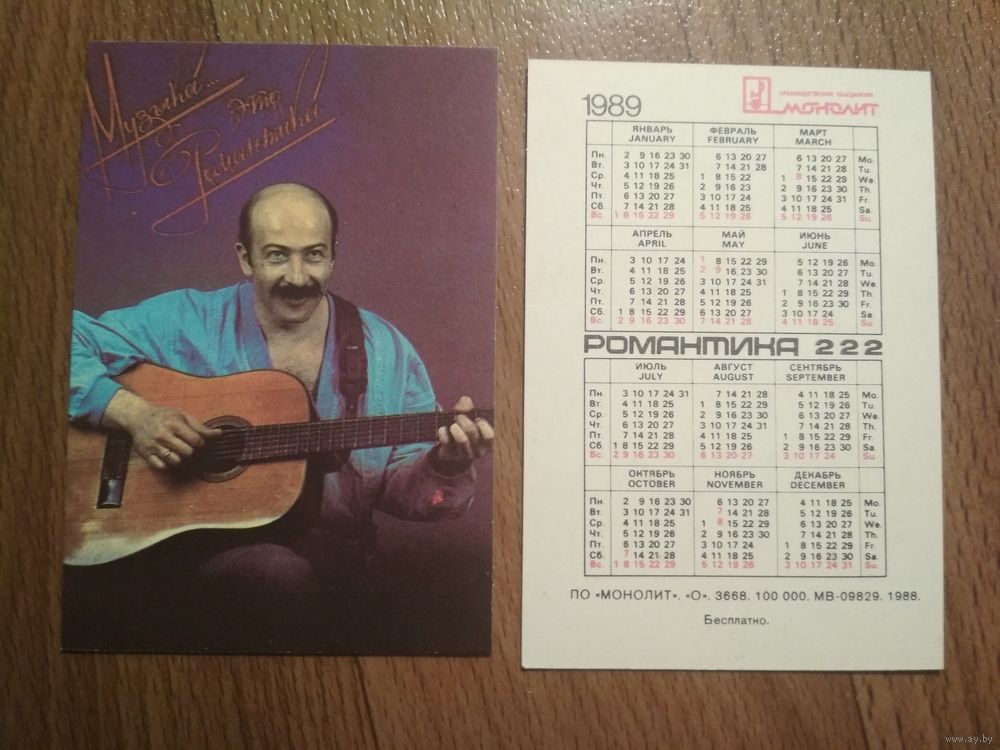 Музыка...
это
Романтика
1989
ПРОИЗВОДСТВЕННОЕ ОБЪЕДИНЕНИЕ
МОНОЛИТ
ЯНВАРЬ ФЕВРАЛЬ МАРТ
JANUARY FEBRUARY MARCH
Пн. 2 9 16 23 30 6 13 20 27 6 13 20 27 Mo.
Вт. 3 10 17 24 31 7 14 21 28 7 14 21 28 Tu.
Ср. 4 11 18 25 1 8 15 22 1 8 15 22 29 We.
Чт. 5 12 19 26 2 9 16 23 2 9 16 23 30 Th.
Пт. 6 13 20 27 3 10 17 24 3 10 17 24 31 Fr.
Сб. 7 14 21 28 4 11 18 25 4 11 18 25 Sa.
Вс. 1 8 15 22 29 5 12 19 26 5 12 19 26 Su.
АПРЕЛЬ МАЙ ИЮНЬ
APRIL MAY JUNE
Пн. 3 10 17 24 1 8 15 22 29 5 12 19 26 Mo.
Вт. 4 11 18 25 2 9 16 23 30 6 13 20 27 Tu.
Ср. 5 12 19 26 3 10 17 24 31 7 14 21 28 We.
Чт. 6 13 20 27 4 11 18 25 1 8 15 22 29 Th.
Пт. 7 14 21 28 5 12 19 26 2 9 16 23 30 Fr.
Сб. 1 8 15 22 29 6 13 20 27 3 10 17 24 Sa.
Вс. 2 9 16 23 30 7 14 21 28 4 11 18 25 Su.
РОМАНТИКА 222
ИЮЛЬ АВГУСТ СЕНТЯБРЬ
JULY AUGUST SEPTEMBER
Пн. 3 10 17 24 31 7 14 21 28 4 11 18 25 Mo.
Вт. 4 11 18 25 1 8 15 22 29 5 12 19 26 Tu.
Ср. 5 12 19 26 2 9 16 23 30 6 13 20 27 We.
Чт. 6 13 20 27 3 10 17 24 31 7 14 21 28 Th.
Пт. 7 14 21 28 4 11 18 25 1 8 15 22 29 Fr.
Сб. 1 8 15 22 29 5 12 19 26 2 9 16 23 30 Sa.
Вс. 2 9 16 23 30 6 13 20 27 3 10 17 24 Su.
ОКТЯБРЬ НОЯБРЬ ДЕКАБРЬ
OCTOBER NOVEMBER DECEMBER
Пн. 2 9 16 23 30 6 13 20 27 4 11 18 25 Mo.
Вт. 3 10 17 24 31 7 14 21 28 5 12 19 26 Tu.
Ср. 4 11 18 25 1 8 15 22 29 6 13 20 27 We.
Чт. 5 12 19 26 2 9 16 23 30 7 14 21 28 Th.
Пт. 6 13 20 27 3 10 17 24 1 8 15 22 29 Fr.
Сб. 7 14 21 28 4 11 18 25 2 9 16 23 30 Sa.
Вс. 1 8 15 22 29 5 12 19 26 3 10 17 24 31 Su.
ПО «МОНОЛИТ». «О». 3668. 100 000. МВ-09829. 1988.
Бесплатно.
www.ay.by